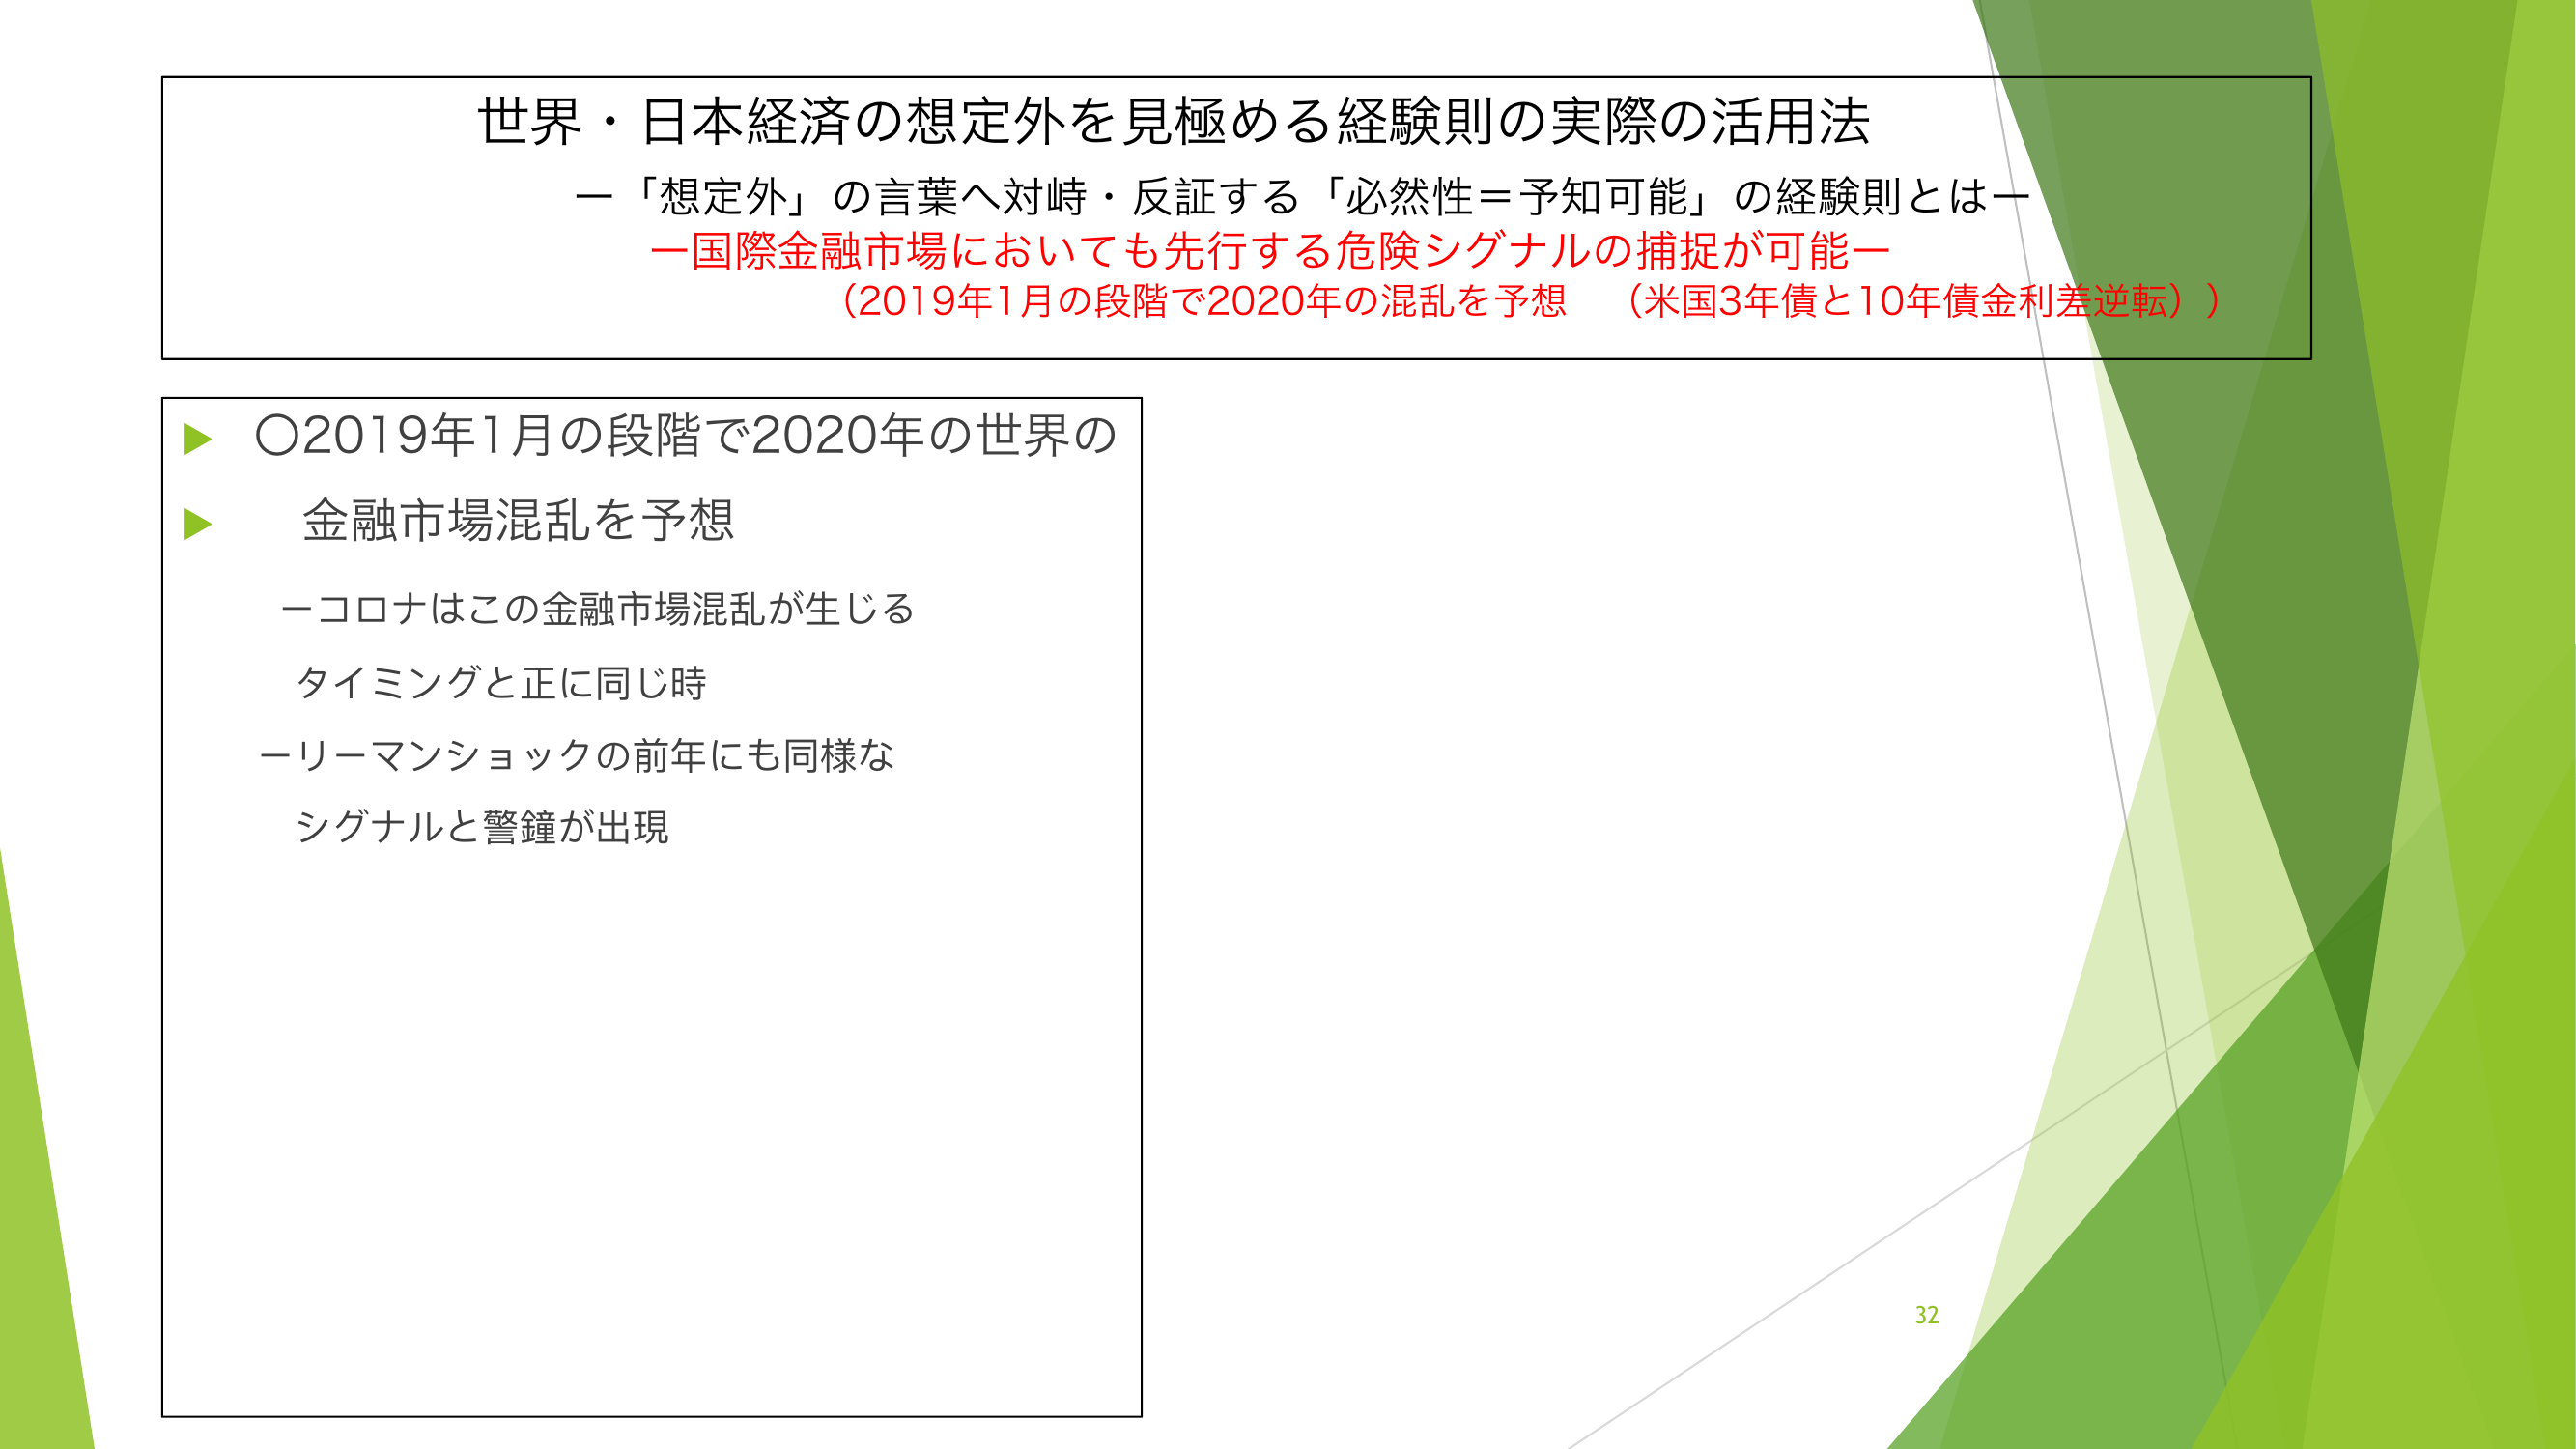 世界・日本経済の想定外を見極める経験則の実際の活用法
ー「想定外」の言葉へ対峙・反証する「必然性＝予知可能」の経験則とはー
ー国際金融市場においても先行する危険シグナルの捕捉が可能ー
（2019年1月の段階で2020年の混乱を予想　（米国3年債と10年債金利差逆転））
〇2019年1月の段階で2020年の世界の
金融市場混乱を予想
－コロナはこの金融市場混乱が生じる
タイミングと正に同じ時
－リーマンショックの前年にも同様な
シグナルと警鐘が出現
32